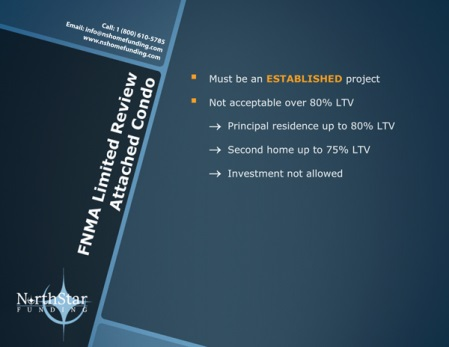 Call: 1 (800) 610-5785
Email: info@nshomefunding.com
www.nshomefunding.com
FNMA Limited Review
Attached Condo
Must be an ESTABLISHED project
Not acceptable over 80% LTV
→ Principal residence up to 80% LTV
→ Second home up to 75% LTV
→ Investment not allowed
NorthStar
FUNDING